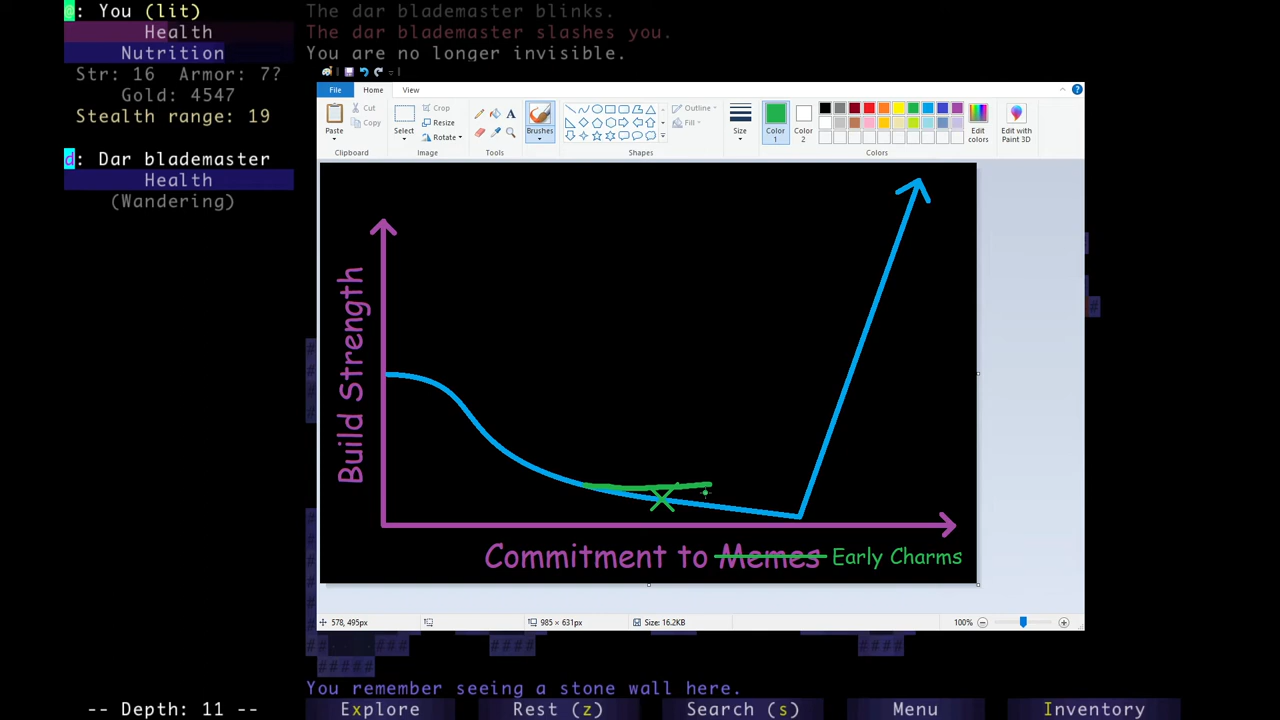 @: You (lit)
Health
Nutrition
Str: 16 Armor: 7?
Gold: 4547
Stealth range: 19
d: Dar blademaster
Health
(Wandering)
The dar blademaster blinks.
The dar blademaster slashes you.
You are no longer invisible.
File
Home
View
Paste
Cut
Copy
Clipboard
Select
Crop
Resize
Rotate
Image
A
Tools
Brushes
Shapes
Outline
Fill
Size
Color 1
Color 2
Colors
Edit colors
Edit with Paint 3D
Build Strength
Commitment to Memes Early Charms
578, 495px
985 × 631px
Size: 16.2KB
100%
You remember seeing a stone wall here.
-- Depth: 11 --
Explore
Rest (z)
Search (s)
Menu
Inventory